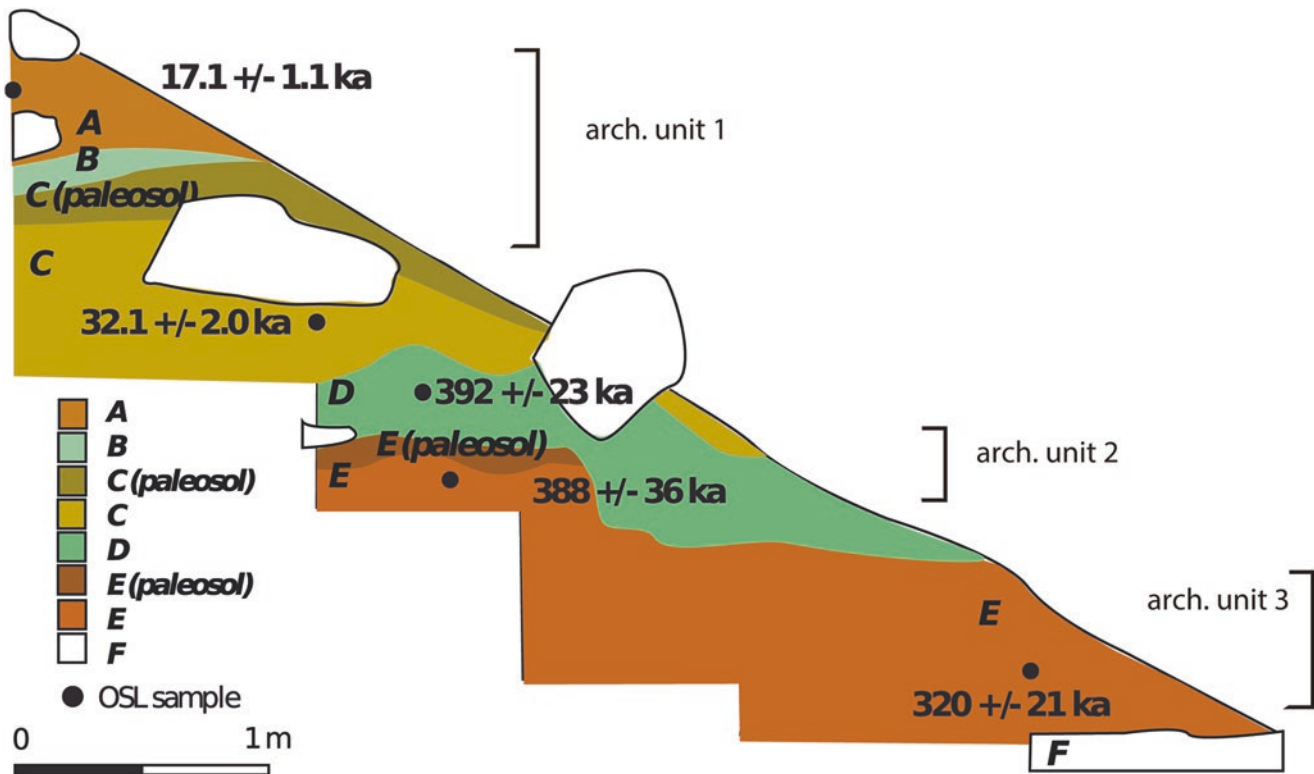 17.1 +/- 1.1 ka
arch. unit 1
A
B
C (paleosol)
C
32.1 +/- 2.0 ka
D
392 +/- 23 ka
E (paleosol)
arch. unit 2
E
388 +/- 36 ka
A
B
C (paleosol)
C
D
E (paleosol)
E
F
OSL sample
0 1 m
E
arch. unit 3
320 +/- 21 ka
F